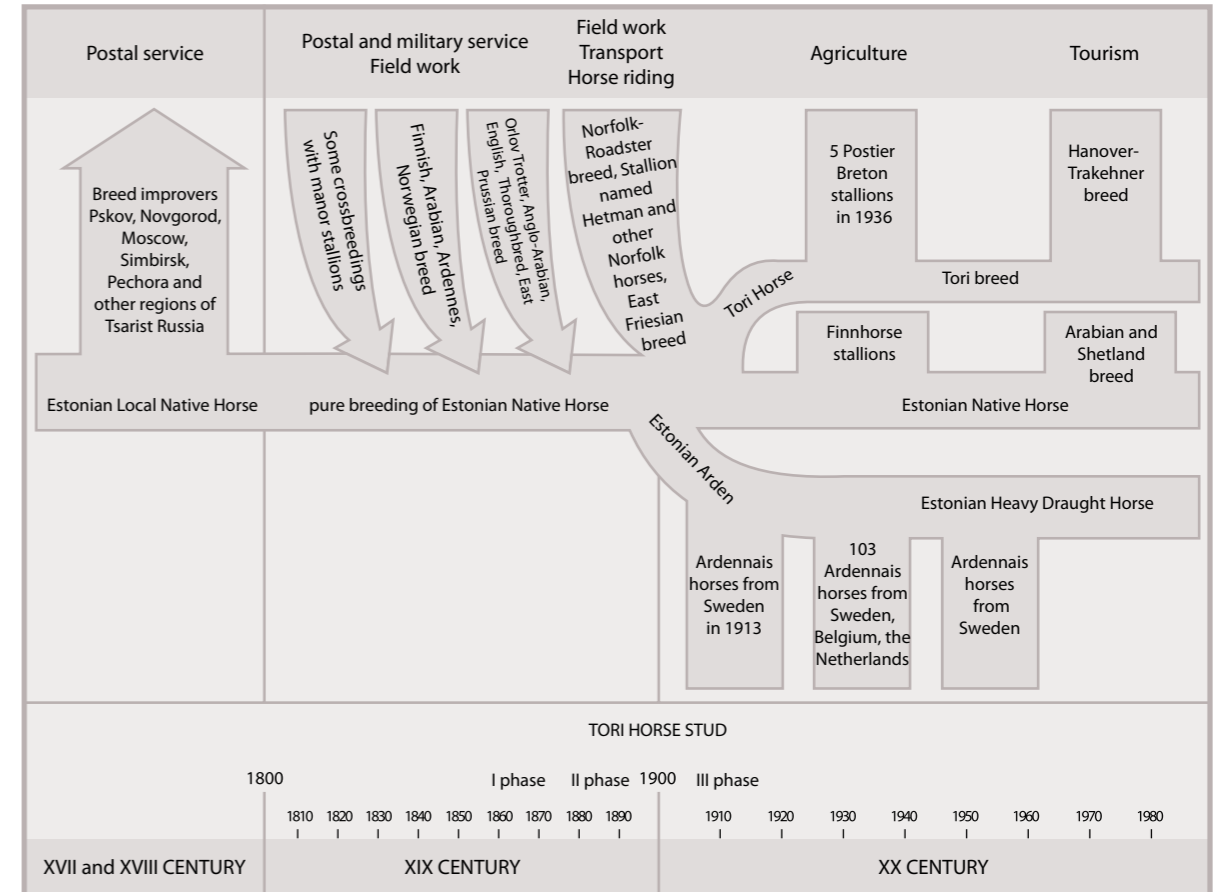 Postal service
Postal and military service
Field work
Field work
Transport
Horse riding
Agriculture
Tourism
Breed improvers
Pskov, Novgorod,
Moscow,
Simbirsk,
Pechora and
other regions of
Tsarist Russia
Some crossbreedings
with manor stallions
Finnish, Arabian, Ardennes,
Norwegian breed
Orlov Trotter, Anglo-Arabian,
English, Thoroughbred, East
Prussian breed
Norfolk-
Roadster
breed, Stallion
named
Hetman and
other
Norfolk
horses,
East
Friesian
breed
5 Postier
Breton
stallions
in 1936
Hanover-
Trakehner
breed
Tori Horse
Tori breed
Finnhorse
stallions
Arabian and
Shetland
breed
Estonian Local Native Horse
pure breeding of Estonian Native Horse
Estonian Native Horse
Estonian Arden
Estonian Heavy Draught Horse
Ardennais
horses from
Sweden
in 1913
103
Ardennais
horses from
Sweden,
Belgium, the
Netherlands
Ardennais
horses
from
Sweden
TORI HORSE STUD
1800
I phase
II phase
1900
III phase
1810 1820 1830 1840 1850 1860 1870 1880 1890
1910 1920 1930 1940 1950 1960 1970 1980
XVII and XVIII CENTURY
XIX CENTURY
XX CENTURY